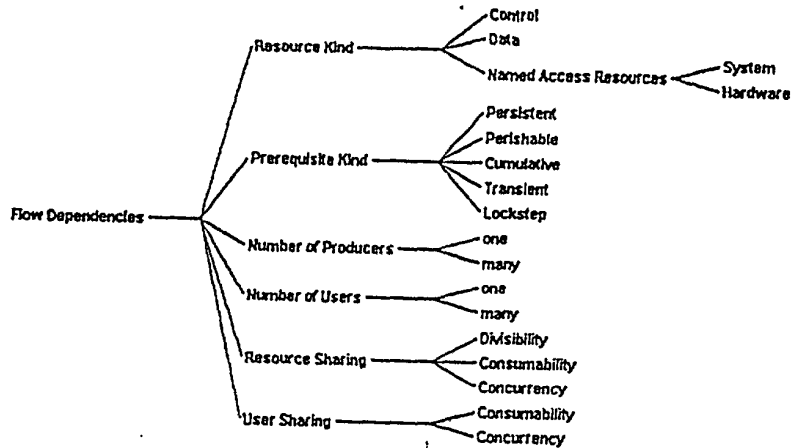 Flow Dependencies
Resource Kind
Control
Data
Named Access Resources
System
Hardware
Prerequisite Kind
Persistent
Perishable
Cumulative
Transient
Lockstep
Number of Producers
one
many
Number of Users
one
many
Resource Sharing
Divisibility
Consumability
Concurrency
User Sharing
Consumability
Concurrency